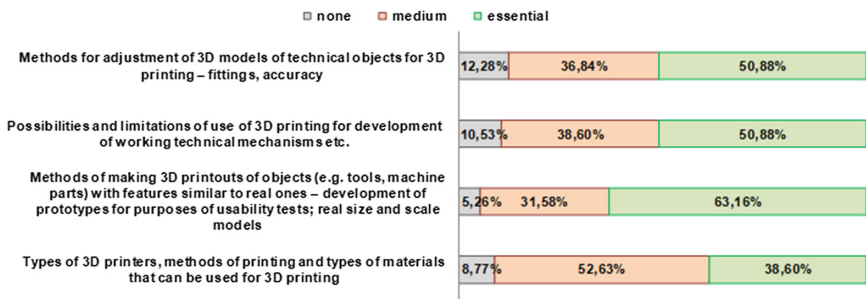 none medium essential
Methods for adjustment of 3D models of technical objects for 3D
printing – fittings, accuracy
12,28% 36,84% 50,88%
Possibilities and limitations of use of 3D printing for development
of working technical mechanisms etc.
10,53% 38,60% 50,88%
Methods of making 3D printouts of objects (e.g. tools, machine
parts) with features similar to real ones – development of
prototypes for purposes of usability tests; real size and scale
models
5,26% 31,58% 63,16%
Types of 3D printers, methods of printing and types of materials
that can be used for 3D printing
8,77% 52,63% 38,60%